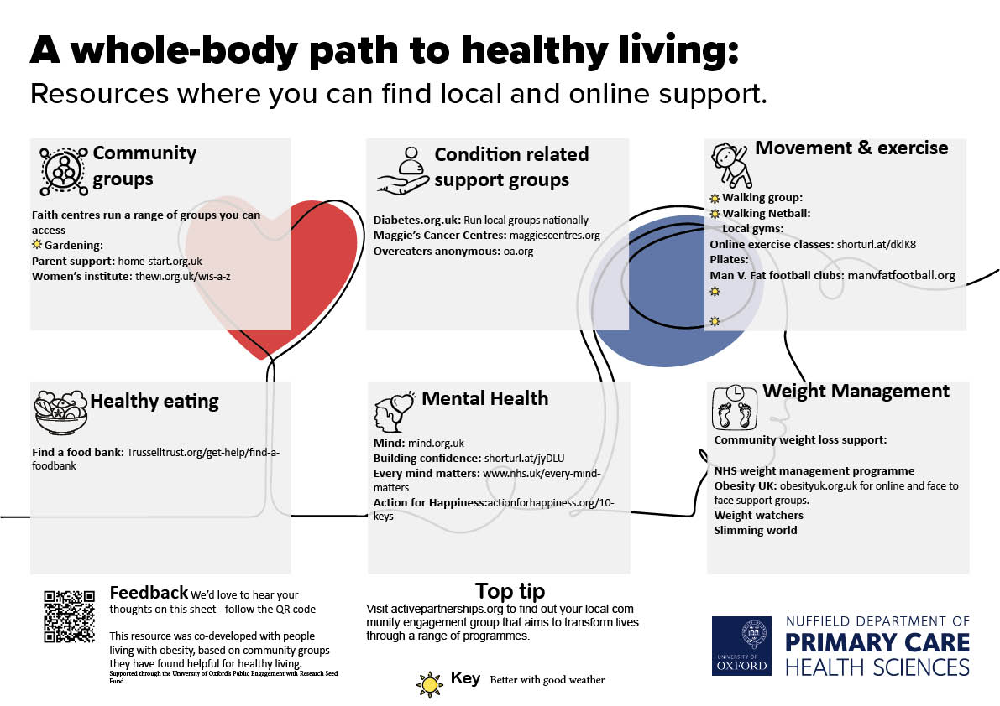 A whole-body path to healthy living:
Resources where you can find local and online support.
Community
groups
Faith centres run a range of groups you can
access
Gardening:
Parent support: home-start.org.uk
Women's institute: thewi.org.uk/wis-a-z
Condition related
support groups
Diabetes.org.uk: Run local groups nationally
Maggie's Cancer Centres: maggiescentres.org
Overeaters anonymous: oa.org
Movement & exercise
Walking group:
Walking Netball:
Local gyms:
Online exercise classes: shorturl.at/dklK8
Pilates:
Man V. Fat football clubs: manvfatfootball.org
Healthy eating
Find a food bank: Trusselltrust.org/get-help/find-a-
foodbank
Mental Health
Mind: mind.org.uk
Building confidence: shorturl.at/jyDLU
Every mind matters: www.nhs.uk/every-mind-
matters
Action for Happiness:actionforhappiness.org/10-
keys
Weight Management
Community weight loss support:
NHS weight management programme
Obesity UK: obesityuk.org.uk for online and face to
face support groups.
Weight watchers
Slimming world
Feedback We'd love to hear your
thoughts on this sheet - follow the QR code
This resource was co-developed with people
living with obesity, based on community groups
they have found helpful for healthy living.
Supported through the University of Oxford's Public Engagement with Research Seed
Fund.
Top tip
Visit activepartnerships.org to find out your local com-
munity engagement group that aims to transform lives
through a range of programmes.
Key Better with good weather
UNIVERSITY OF
OXFORD
NUFFIELD DEPARTMENT OF
PRIMARY CARE
HEALTH SCIENCES